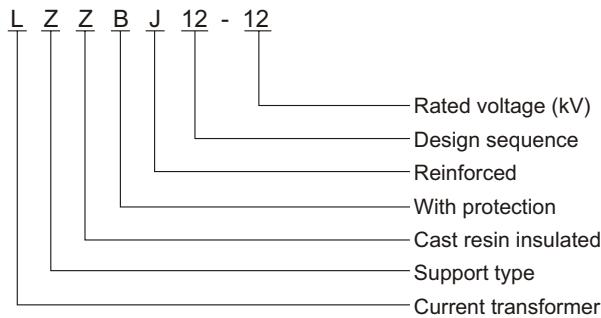 L Z Z B J 12 - 12
Rated voltage (kV)
Design sequence
Reinforced
With protection
Cast resin insulated
Support type
Current transformer